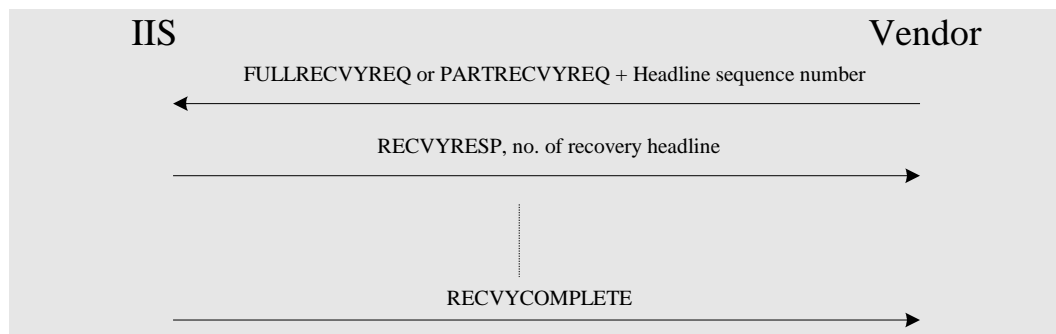 IIS Vendor
FULLRECVYREQ or PARTRECVYREQ + Headline sequence number
RECVYRESP, no. of recovery headline
RECVYCOMPLETE